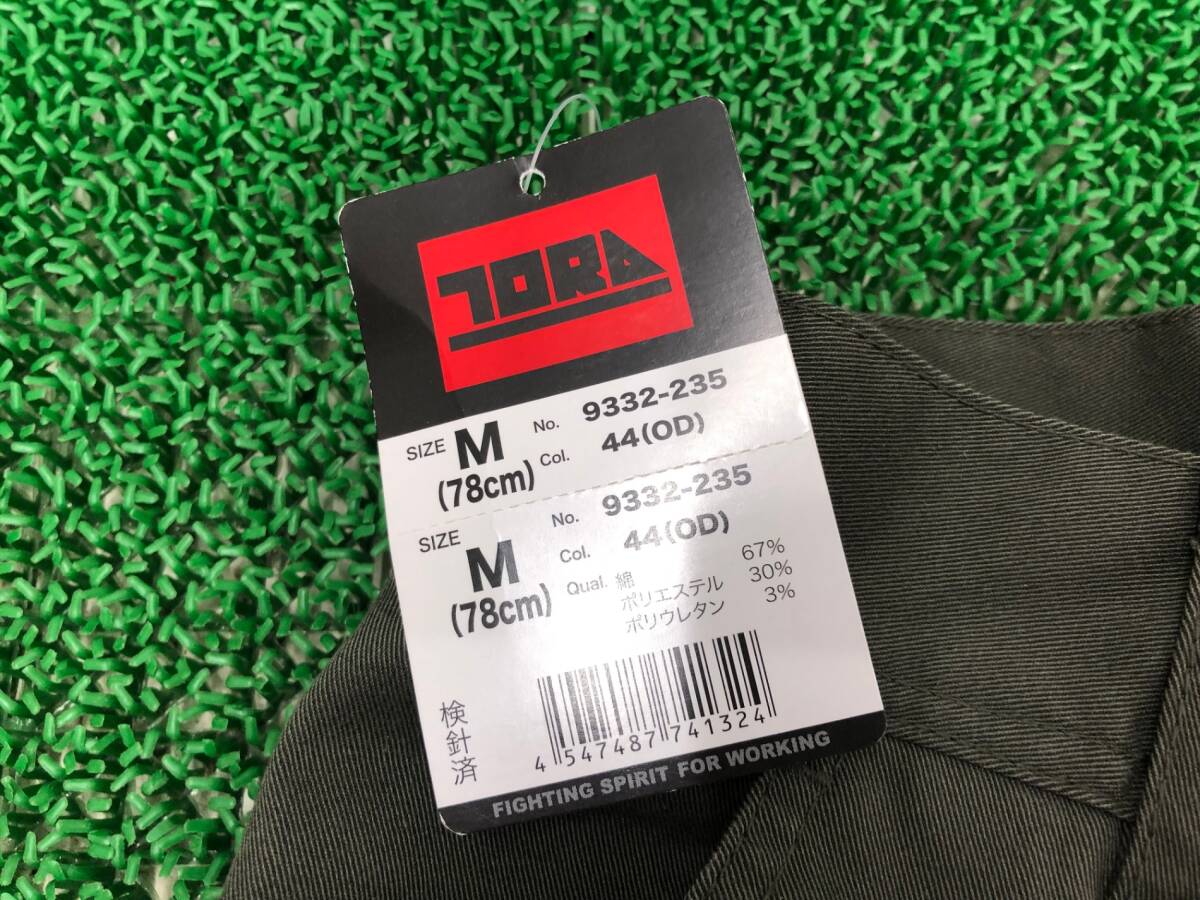 TORA
SIZE M No. 9332-235
(78cm) Col. 44(OD)
SIZE M No. 9332-235
(78cm) Col. 44(OD)
Qual. 綿 67%
ポリエステル 30%
ポリウレタン 3%
検針済
4 547487 741324
FIGHTING SPIRIT FOR WORKING